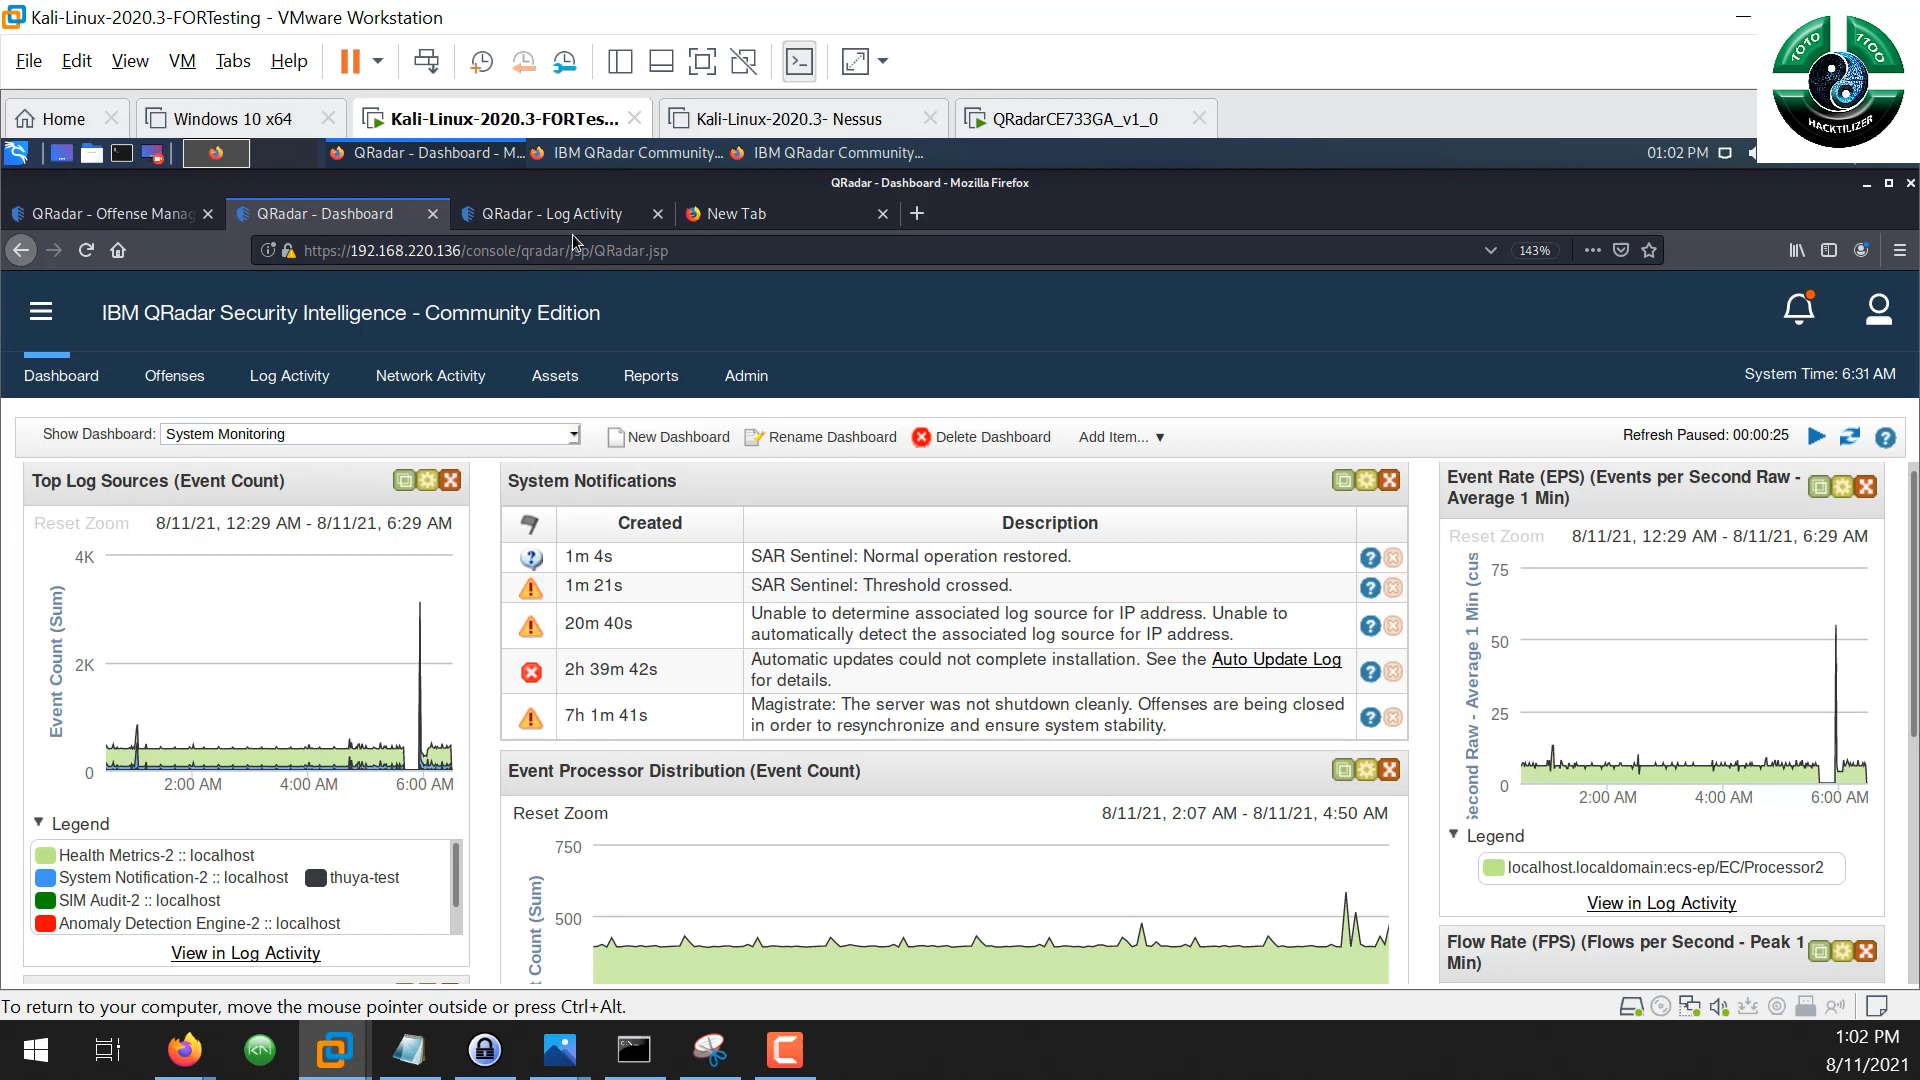 Kali-Linux-2020.3-FORTesting - VMware Workstation
File Edit View VM Tabs Help
1010 1100
HACKTILIZER
Home Windows 10 x64 Kali-Linux-2020.3-FORTes... Kali-Linux-2020.3- Nessus QRadarCE733GA_v1_0
QRadar - Dashboard - M... IBM QRadar Community... IBM QRadar Community... 01:02 PM
QRadar - Dashboard - Mozilla Firefox
QRadar - Offense Manag QRadar - Dashboard QRadar - Log Activity New Tab
https://192.168.220.136/console/qradar/jsp/QRadar.jsp 143%
IBM QRadar Security Intelligence - Community Edition
Dashboard Offenses Log Activity Network Activity Assets Reports Admin System Time: 6:31 AM
Show Dashboard: System Monitoring New Dashboard Rename Dashboard Delete Dashboard Add Item... ▼ Refresh Paused: 00:00:25
Top Log Sources (Event Count)
Reset Zoom 8/11/21, 12:29 AM - 8/11/21, 6:29 AM
Event Count (Sum)
4K
2K
0
2:00 AM 4:00 AM 6:00 AM
Legend
Health Metrics-2 :: localhost
System Notification-2 :: localhost thuya-test
SIM Audit-2 :: localhost
Anomaly Detection Engine-2 :: localhost
View in Log Activity
System Notifications
Created Description
1m 4s SAR Sentinel: Normal operation restored.
1m 21s SAR Sentinel: Threshold crossed.
20m 40s Unable to determine associated log source for IP address. Unable to
automatically detect the associated log source for IP address.
2h 39m 42s Automatic updates could not complete installation. See the Auto Update Log
for details.
7h 1m 41s Magistrate: The server was not shutdown cleanly. Offenses are being closed
in order to resynchronize and ensure system stability.
Event Processor Distribution (Event Count)
Reset Zoom 8/11/21, 2:07 AM - 8/11/21, 4:50 AM
750
500
t Count (Sum)
Event Rate (EPS) (Events per Second Raw -
Average 1 Min)
Reset Zoom 8/11/21, 12:29 AM - 8/11/21, 6:29 AM
Second Raw - Average 1 Min (cus
75
50
25
0
2:00 AM 4:00 AM 6:00 AM
Legend
localhost.localdomain:ecs-ep/EC/Processor2
View in Log Activity
Flow Rate (FPS) (Flows per Second - Peak 1
Min)
To return to your computer, move the mouse pointer outside or press Ctrl+Alt.
KN
1:02 PM
8/11/2021